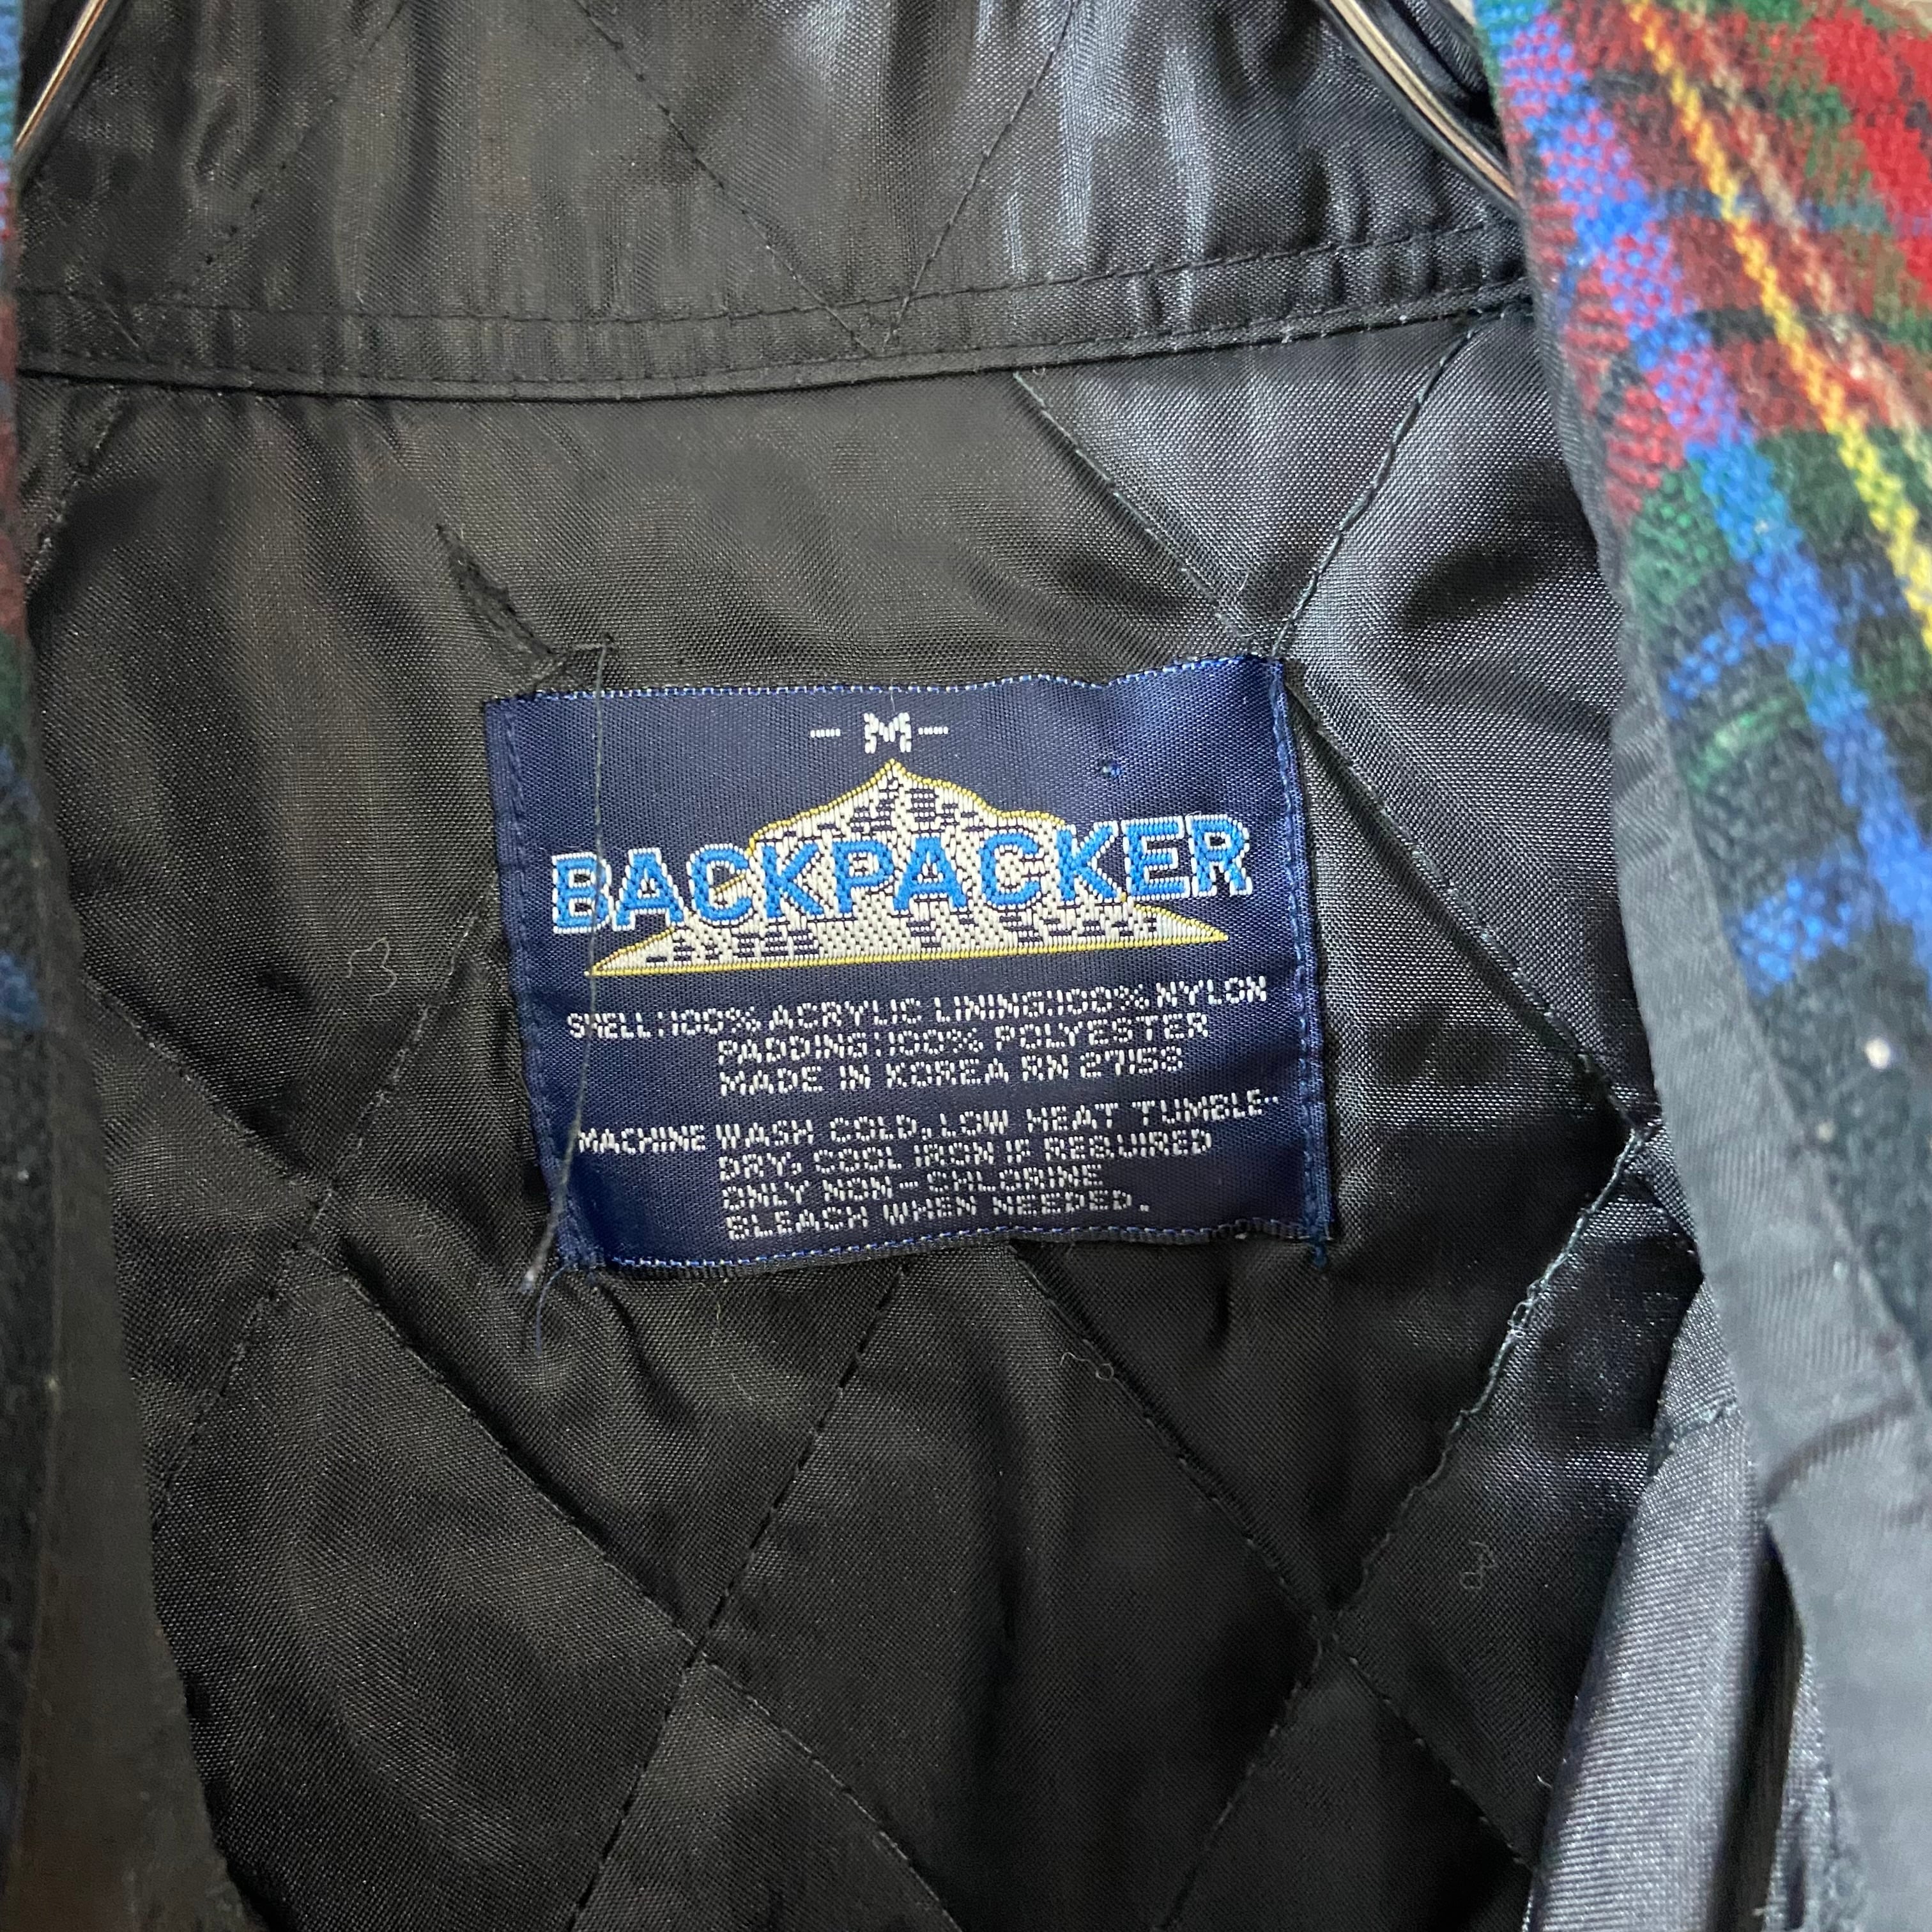 -M-
BACKPACKER
SHELL:100% ACRYLIC LINING:100% NYLON
PADDING:100% POLYESTER
MADE IN KOREA RN 27153
MACHINE WASH COLD, LOW HEAT TUMBLE-
DRY, COOL IRON IF REQUIRED
ONLY NON-CHLORINE
BLEACH WHEN NEEDED.